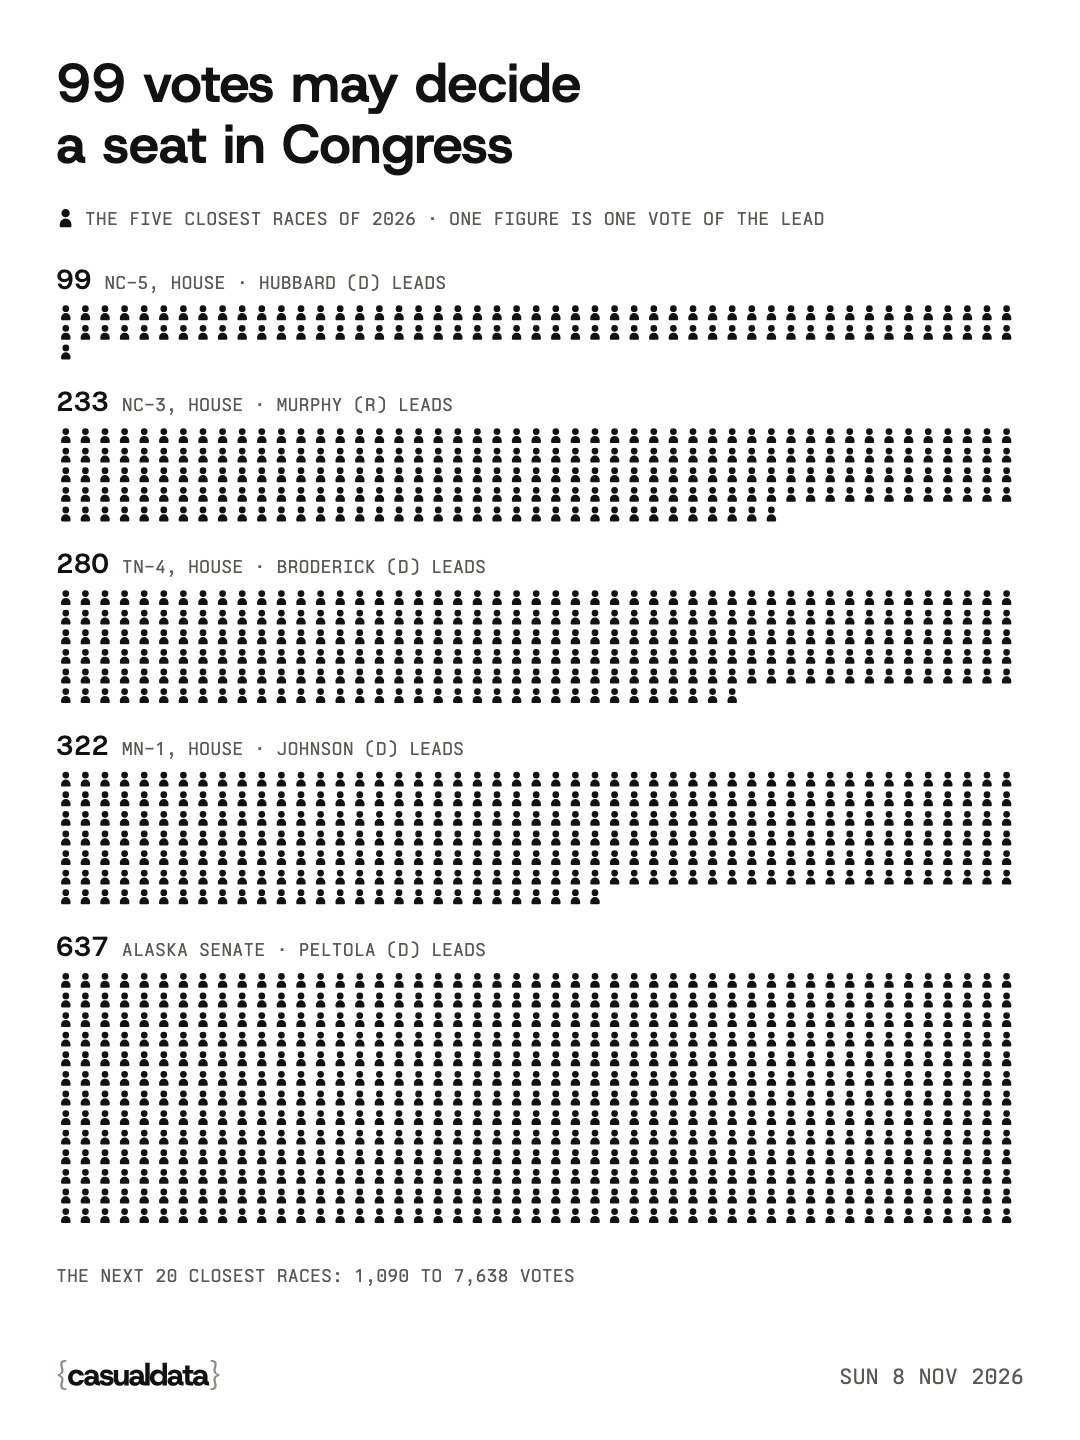 99 votes may decide
a seat in Congress
THE FIVE CLOSEST RACES OF 2026 · ONE FIGURE IS ONE VOTE OF THE LEAD
99 NC-5, HOUSE · HUBBARD (D) LEADS
233 NC-3, HOUSE · MURPHY (R) LEADS
280 TN-4, HOUSE · BRODERICK (D) LEADS
322 MN-1, HOUSE · JOHNSON (D) LEADS
637 ALASKA SENATE · PELTOLA (D) LEADS
THE NEXT 20 CLOSEST RACES: 1,090 TO 7,638 VOTES
{casualdata}
SUN 8 NOV 2026